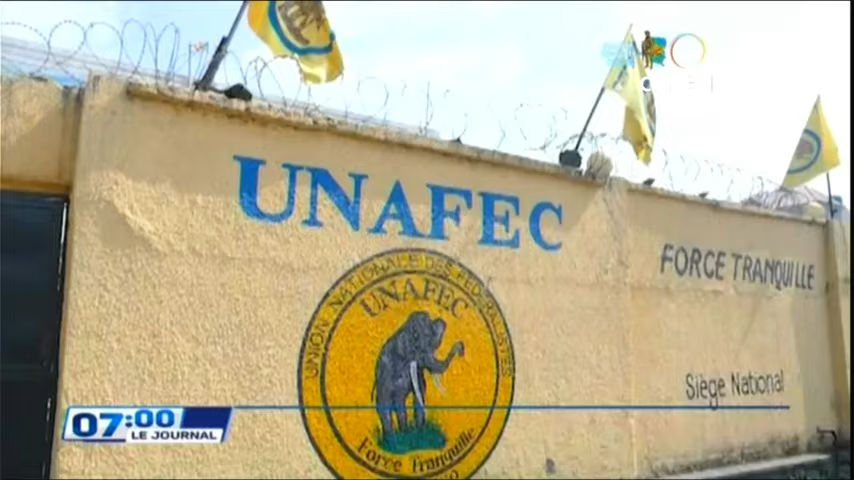 UNAFEC
FORCE TRANQUILLE
UNION NATIONALE DES FEDERALISTES
UNAFEC
Force Tranquille
Siège National
07:00
LE JOURNAL